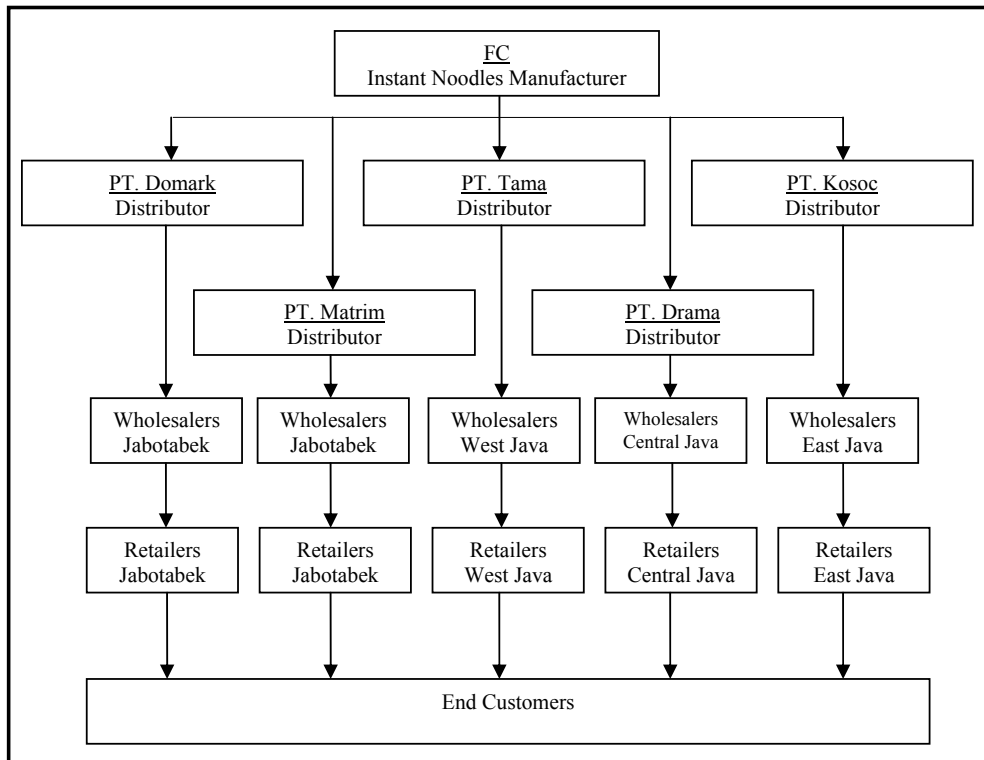 FC
Instant Noodles Manufacturer
PT. Domark
Distributor
PT. Tama
Distributor
PT. Kosoc
Distributor
PT. Matrim
Distributor
PT. Drama
Distributor
Wholesalers
Jabotabek
Wholesalers
Jabotabek
Wholesalers
West Java
Wholesalers
Central Java
Wholesalers
East Java
Retailers
Jabotabek
Retailers
Jabotabek
Retailers
West Java
Retailers
Central Java
Retailers
East Java
End Customers